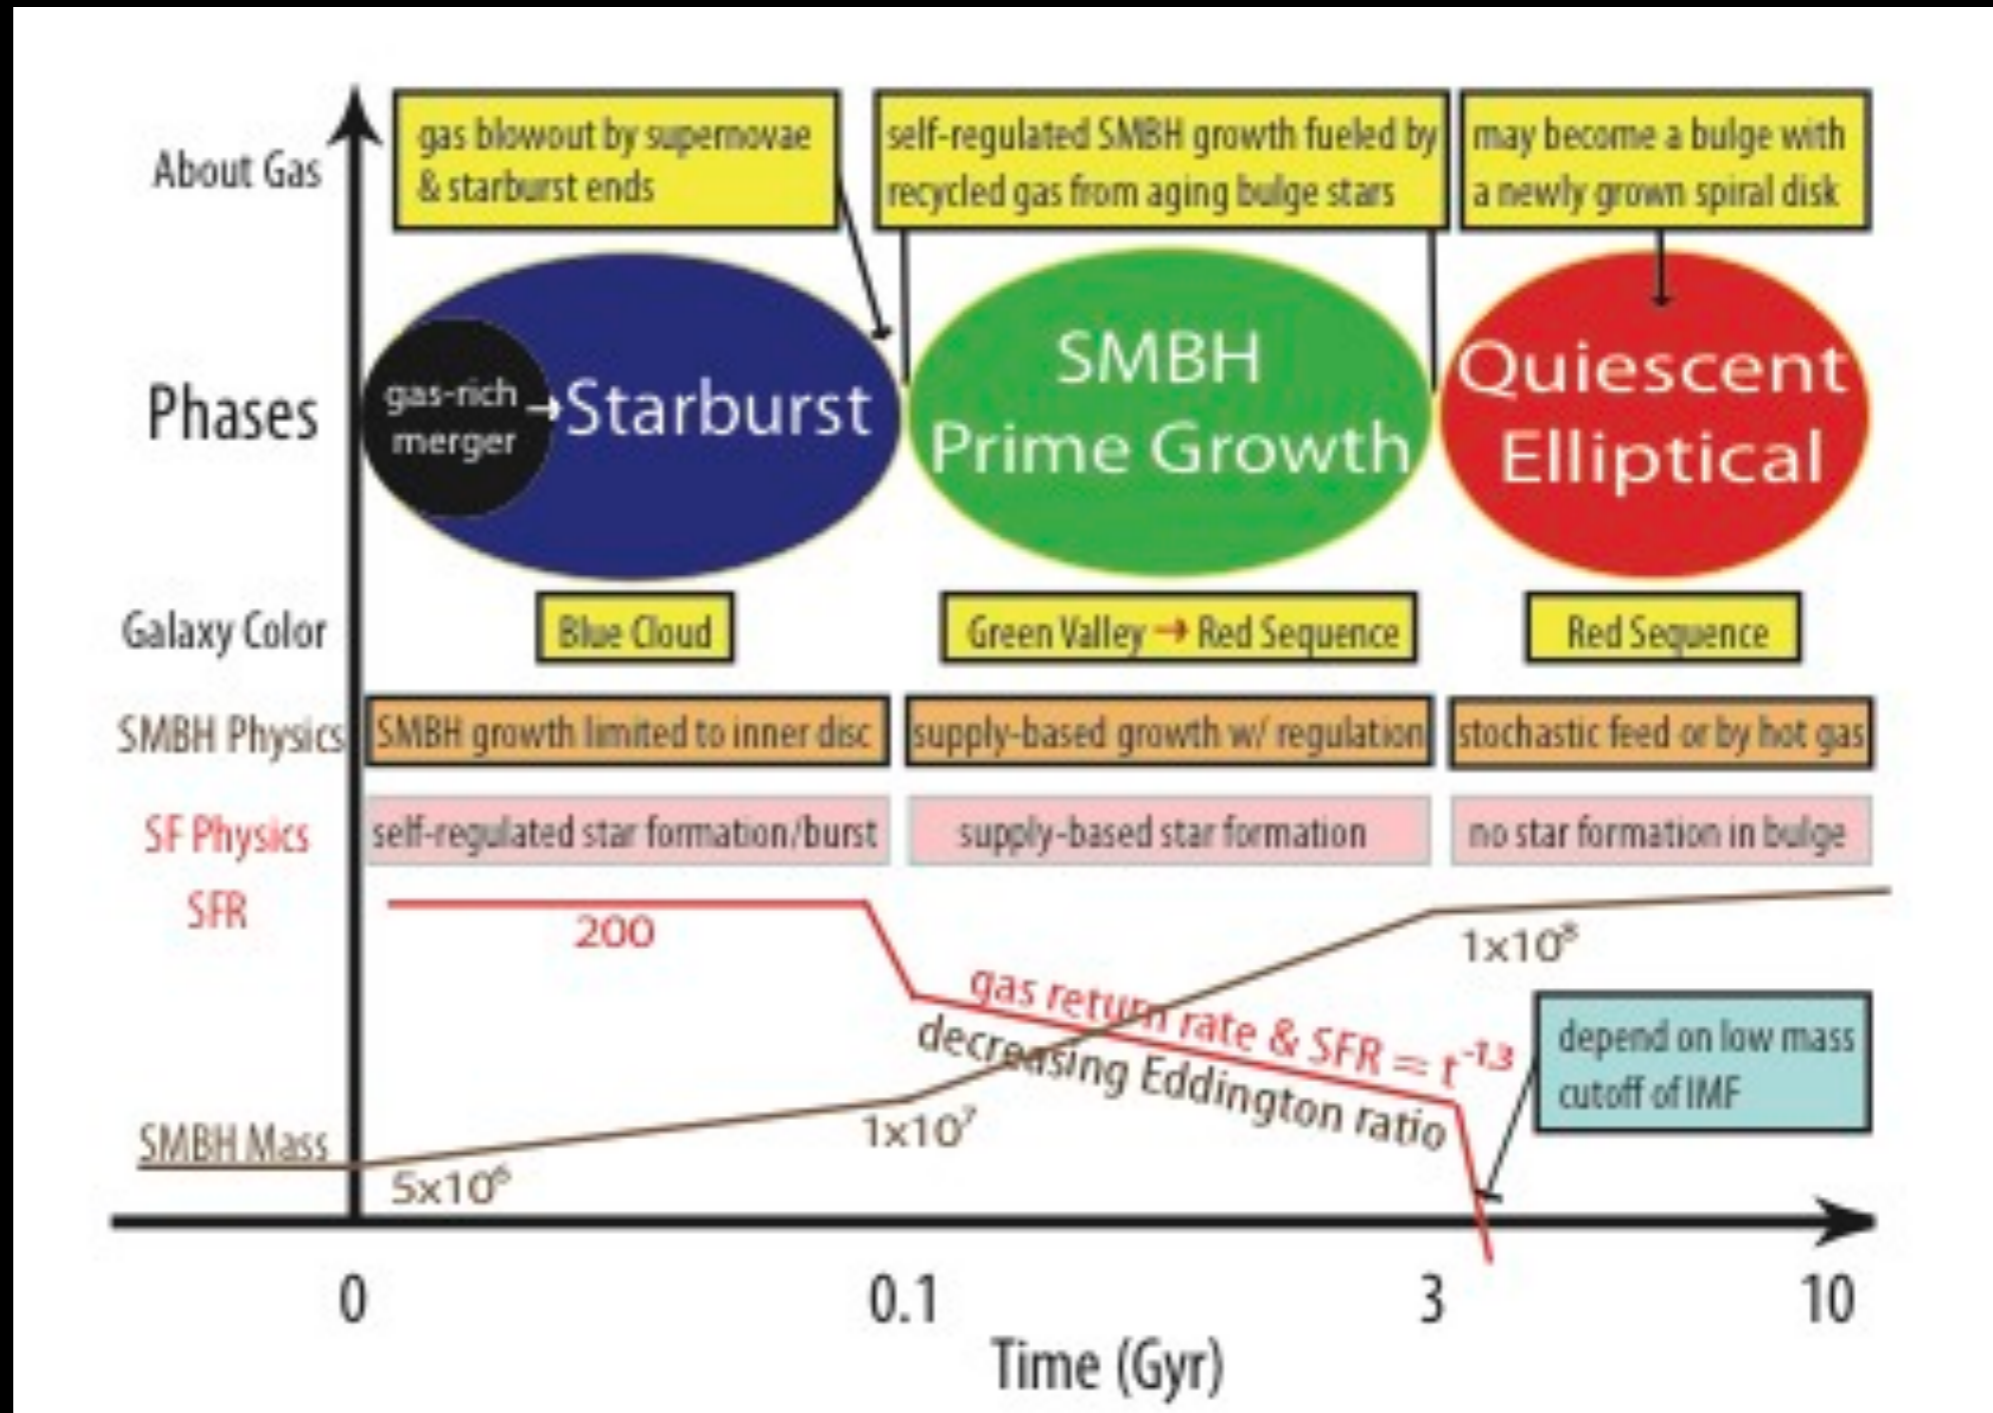 About Gas
gas blowout by supernovae
& starburst ends
self-regulated SMBH growth fueled by
recycled gas from aging bulge stars
may become a bulge with
a newly grown spiral disk
Phases
gas-rich
merger
→Starburst
SMBH
Prime Growth
Quiescent
Elliptical
Galaxy Color
Blue Cloud
Green Valley → Red Sequence
Red Sequence
SMBH Physics
SMBH growth limited to inner disc
supply-based growth w/ regulation
stochastic feed or by hot gas
SF Physics
self-regulated star formation/burst
supply-based star formation
no star formation in bulge
SFR
200
gas return rate & SFR = t⁻¹·³
decreasing Eddington ratio
1x10⁸
depend on low mass
cutoff of IMF
SMBH Mass
5x10⁶
1x10⁷
0
0.1
3
10
Time (Gyr)